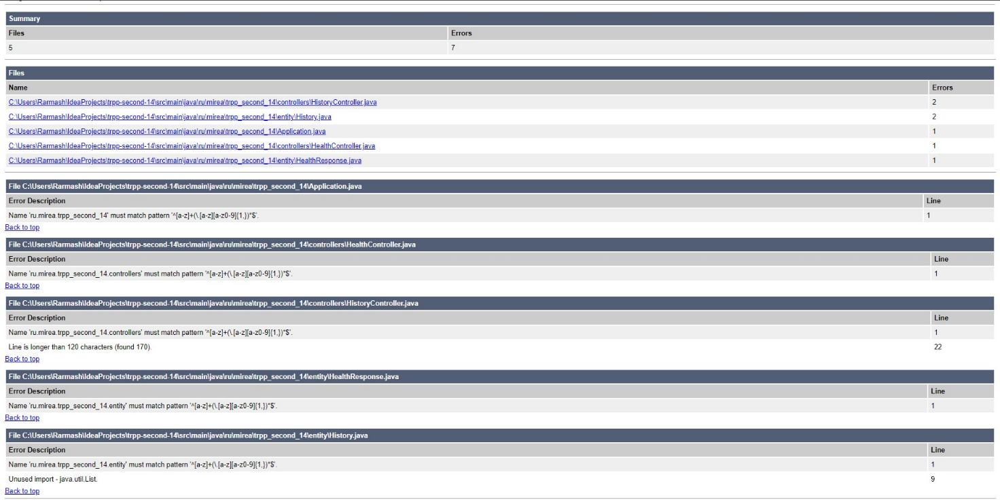 Summary
Files Errors
5 7
Files
Name Errors
C:\Users\Rarmash\IdeaProjects\trpp-second-14\src\main\java\ru\mirea\trpp_second_14\controllers\HistoryController.java 2
C:\Users\Rarmash\IdeaProjects\trpp-second-14\src\main\java\ru\mirea\trpp_second_14\entity\History.java 2
C:\Users\Rarmash\IdeaProjects\trpp-second-14\src\main\java\ru\mirea\trpp_second_14\Application.java 1
C:\Users\Rarmash\IdeaProjects\trpp-second-14\src\main\java\ru\mirea\trpp_second_14\controllers\HealthController.java 1
C:\Users\Rarmash\IdeaProjects\trpp-second-14\src\main\java\ru\mirea\trpp_second_14\entity\HealthResponse.java 1
File C:\Users\Rarmash\IdeaProjects\trpp-second-14\src\main\java\ru\mirea\trpp_second_14\Application.java
Error Description Line
Name 'ru.mirea.trpp_second_14' must match pattern '^[a-z]+(\.[a-z][a-z0-9]{1,})*$'. 1
Back to top
File C:\Users\Rarmash\IdeaProjects\trpp-second-14\src\main\java\ru\mirea\trpp_second_14\controllers\HealthController.java
Error Description Line
Name 'ru.mirea.trpp_second_14.controllers' must match pattern '^[a-z]+(\.[a-z][a-z0-9]{1,})*$'. 1
Back to top
File C:\Users\Rarmash\IdeaProjects\trpp-second-14\src\main\java\ru\mirea\trpp_second_14\controllers\HistoryController.java
Error Description Line
Name 'ru.mirea.trpp_second_14.controllers' must match pattern '^[a-z]+(\.[a-z][a-z0-9]{1,})*$'. 1
Line is longer than 120 characters (found 170). 22
Back to top
File C:\Users\Rarmash\IdeaProjects\trpp-second-14\src\main\java\ru\mirea\trpp_second_14\entity\HealthResponse.java
Error Description Line
Name 'ru.mirea.trpp_second_14.entity' must match pattern '^[a-z]+(\.[a-z][a-z0-9]{1,})*$'. 1
Back to top
File C:\Users\Rarmash\IdeaProjects\trpp-second-14\src\main\java\ru\mirea\trpp_second_14\entity\History.java
Error Description Line
Name 'ru.mirea.trpp_second_14.entity' must match pattern '^[a-z]+(\.[a-z][a-z0-9]{1,})*$'. 1
Unused import - java.util.List. 9
Back to top